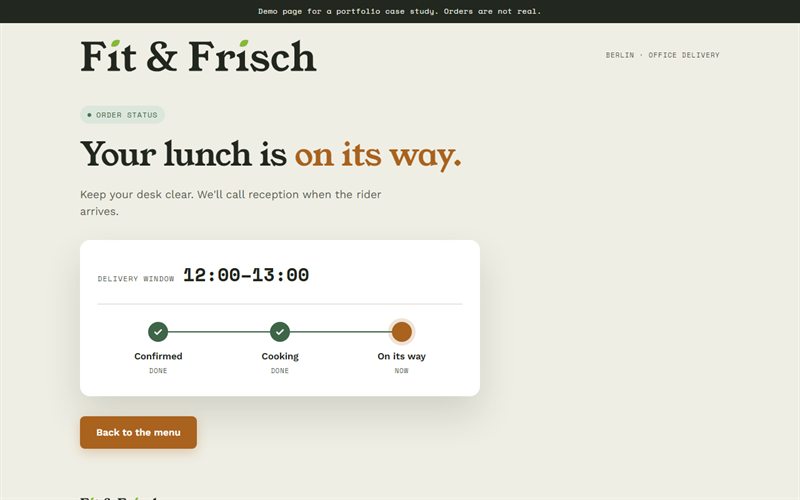 Demo page for a portfolio case study. Orders are not real.
Fit & Frisch
BERLIN · OFFICE DELIVERY
ORDER STATUS
Your lunch is on its way.
Keep your desk clear. We'll call reception when the rider
arrives.
DELIVERY WINDOW 12:00–13:00
Confirmed
DONE
Cooking
DONE
On its way
NOW
Back to the menu